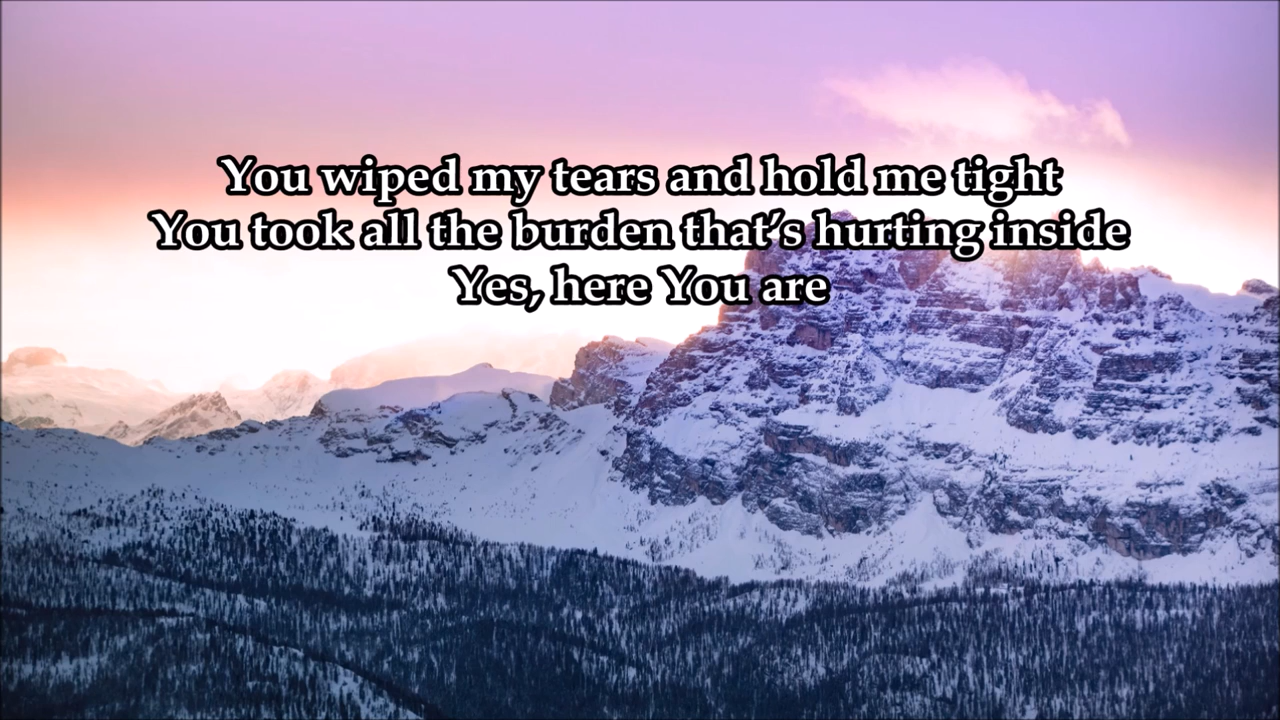 You wiped my tears and hold me tight
You took all the burden that's hurting inside
Yes, here You are